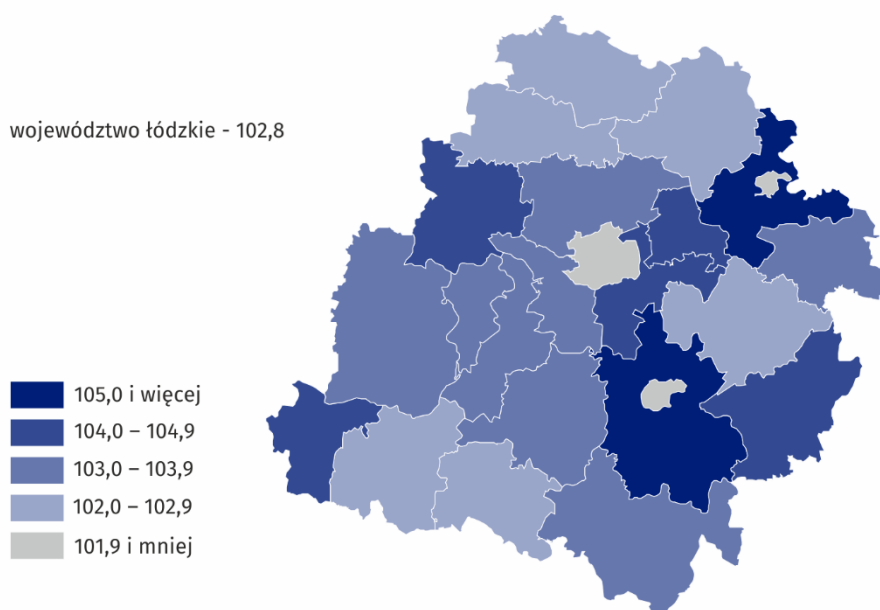 województwo łódzkie - 102,8
105,0 i więcej
104,0 – 104,9
103,0 – 103,9
102,0 – 102,9
101,9 i mniej